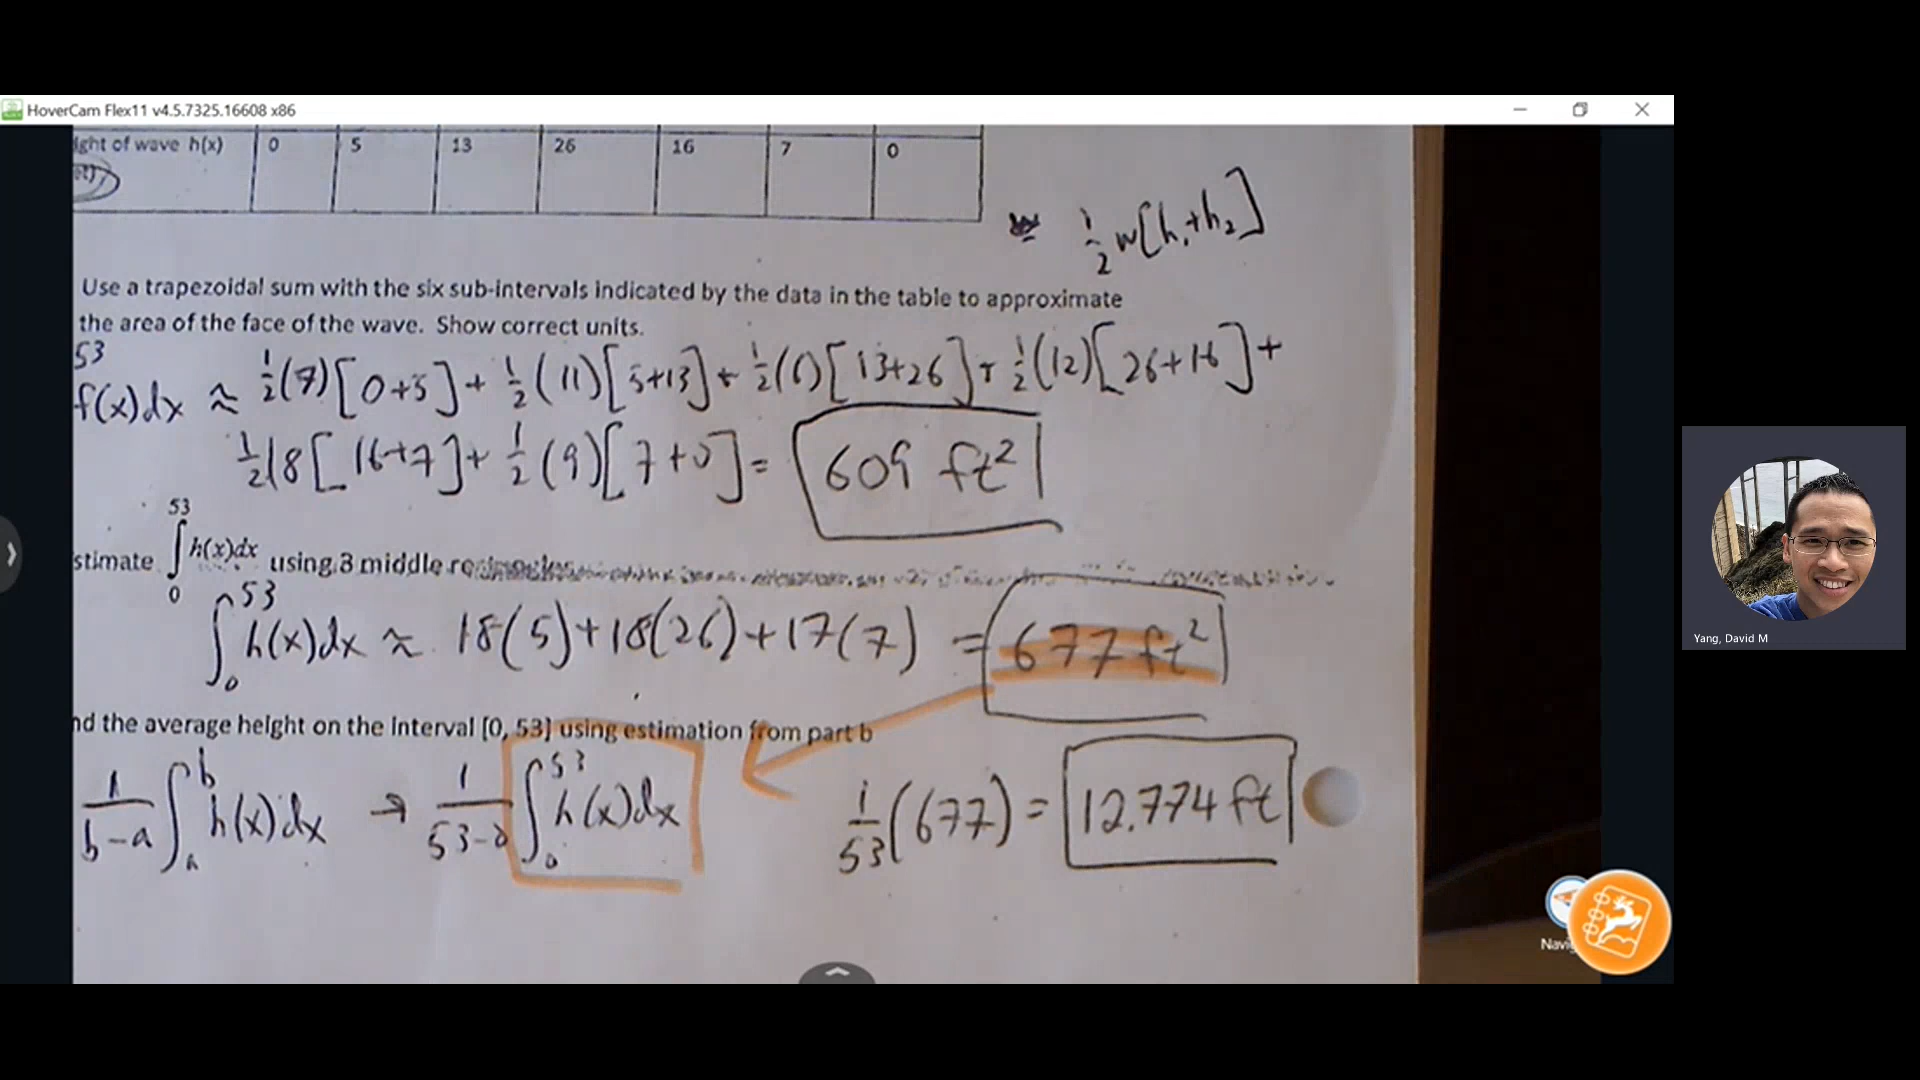 HoverCam Flex11 v4.5.7325.16608 x86
ight of wave h(x) 0 5 13 26 16 7 0
½ w[h₁+h₂]
Use a trapezoidal sum with the six sub-intervals indicated by the data in the table to approximate
the area of the face of the wave. Show correct units.
53
f(x)dx ≈ ½(7)[0+5] + ½(11)[5+13] + ½(6)[13+26] + ½(12)[26+16] +
½ 8[16+7] + ½(9)[7+0] = 609 ft²
stimate ∫₀⁵³ h(x)dx using 3 middle
∫₀⁵³ h(x)dx ≈ 18(5)+18(26)+17(7) = 677 ft²
nd the average height on the interval [0, 53] using estimation from part b
1/(b-a) ∫ₐᵇ h(x)dx → 1/(53-0) ∫₀⁵³ h(x)dx 1/53 (677) = 12.774 ft
Yang, David M